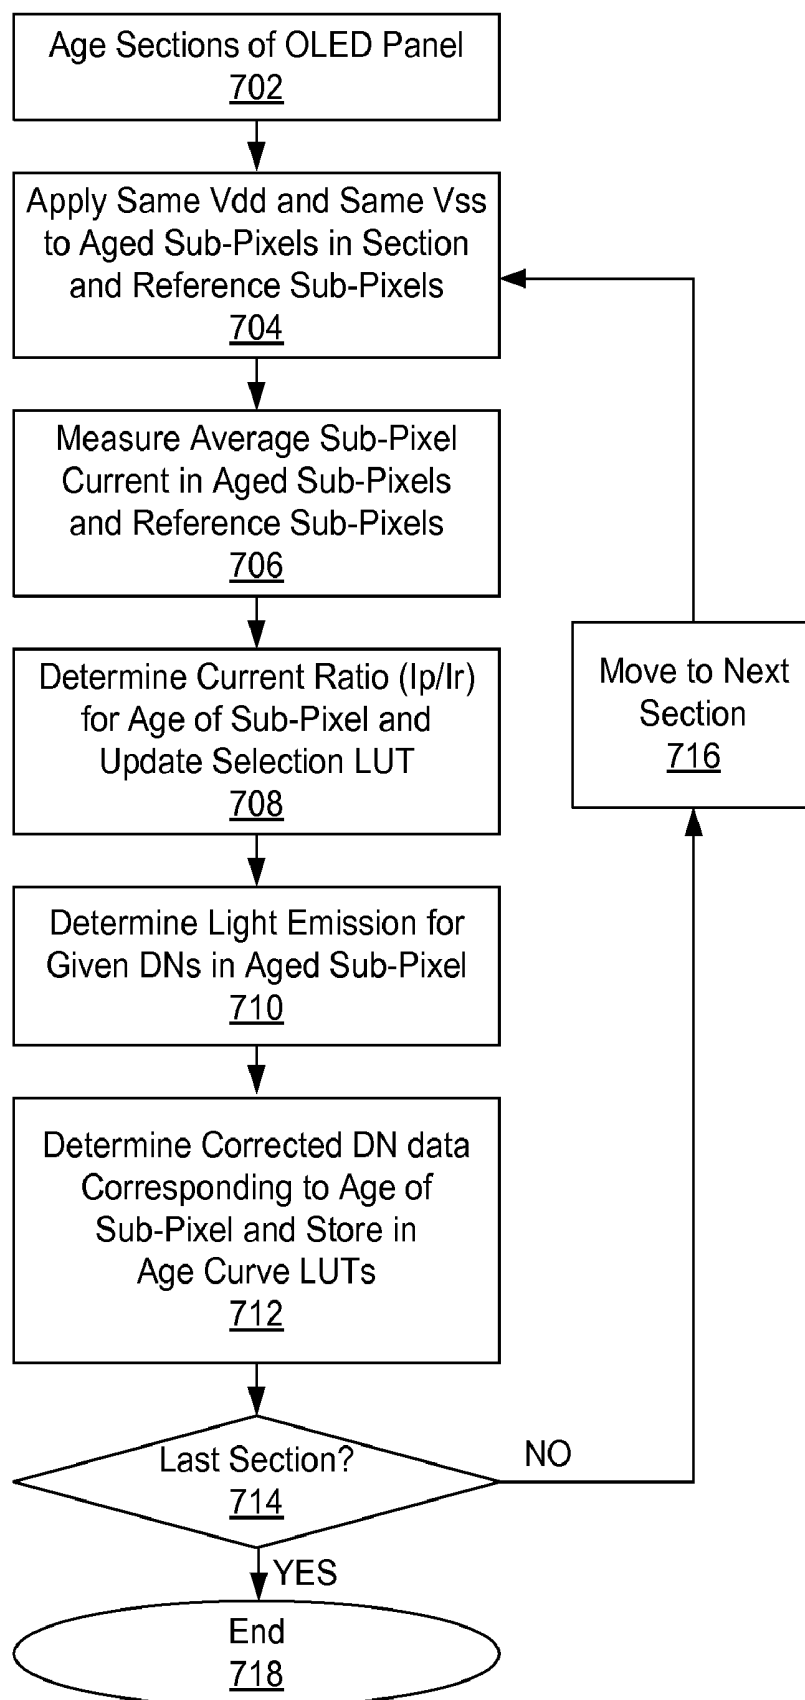 Age Sections of OLED Panel
702
Apply Same Vdd and Same Vss
to Aged Sub-Pixels in Section
and Reference Sub-Pixels
704
Measure Average Sub-Pixel
Current in Aged Sub-Pixels
and Reference Sub-Pixels
706
Determine Current Ratio (Ip/Ir)
for Age of Sub-Pixel and
Update Selection LUT
708
Move to Next
Section
716
Determine Light Emission for
Given DNs in Aged Sub-Pixel
710
Determine Corrected DN data
Corresponding to Age of
Sub-Pixel and Store in
Age Curve LUTs
712
Last Section?
714
NO
YES
End
718